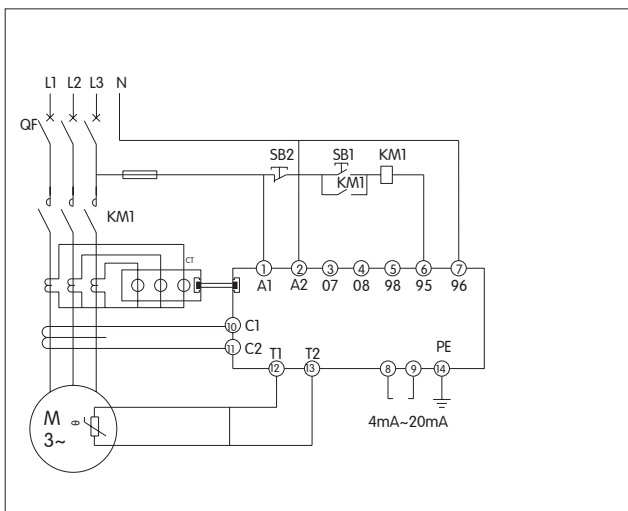 L1 L2 L3 N
QF
SB2 SB1 KM1
KM1
KM1
CT
1 2 3 4 5 6 7
A1 A2 07 08 98 95 96
10 C1
11 C2
T1 T2 PE
12 13 8 9 14
M
3~
4mA~20mA